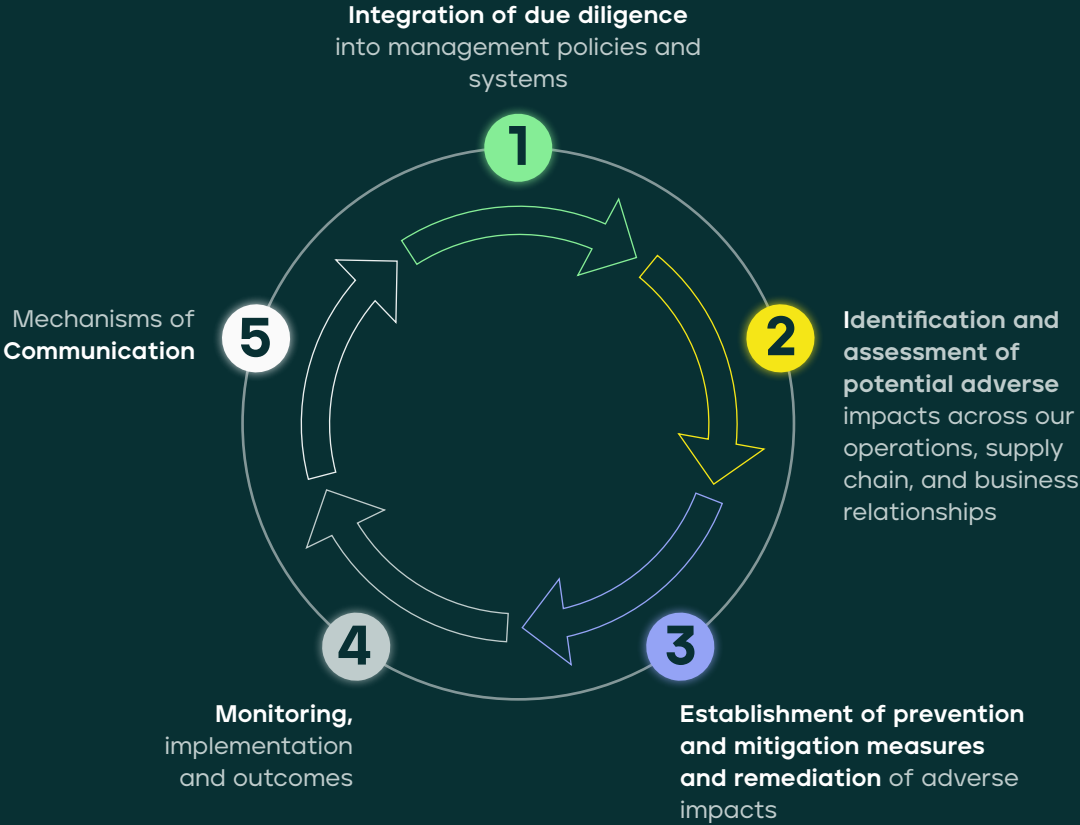 Integration of due diligence
into management policies and
systems
1
2
Identification and
assessment of
potential adverse
impacts across our
operations, supply
chain, and business
relationships
3
Establishment of prevention
and mitigation measures
and remediation of adverse
impacts
4
Monitoring,
implementation
and outcomes
5
Mechanisms of
Communication